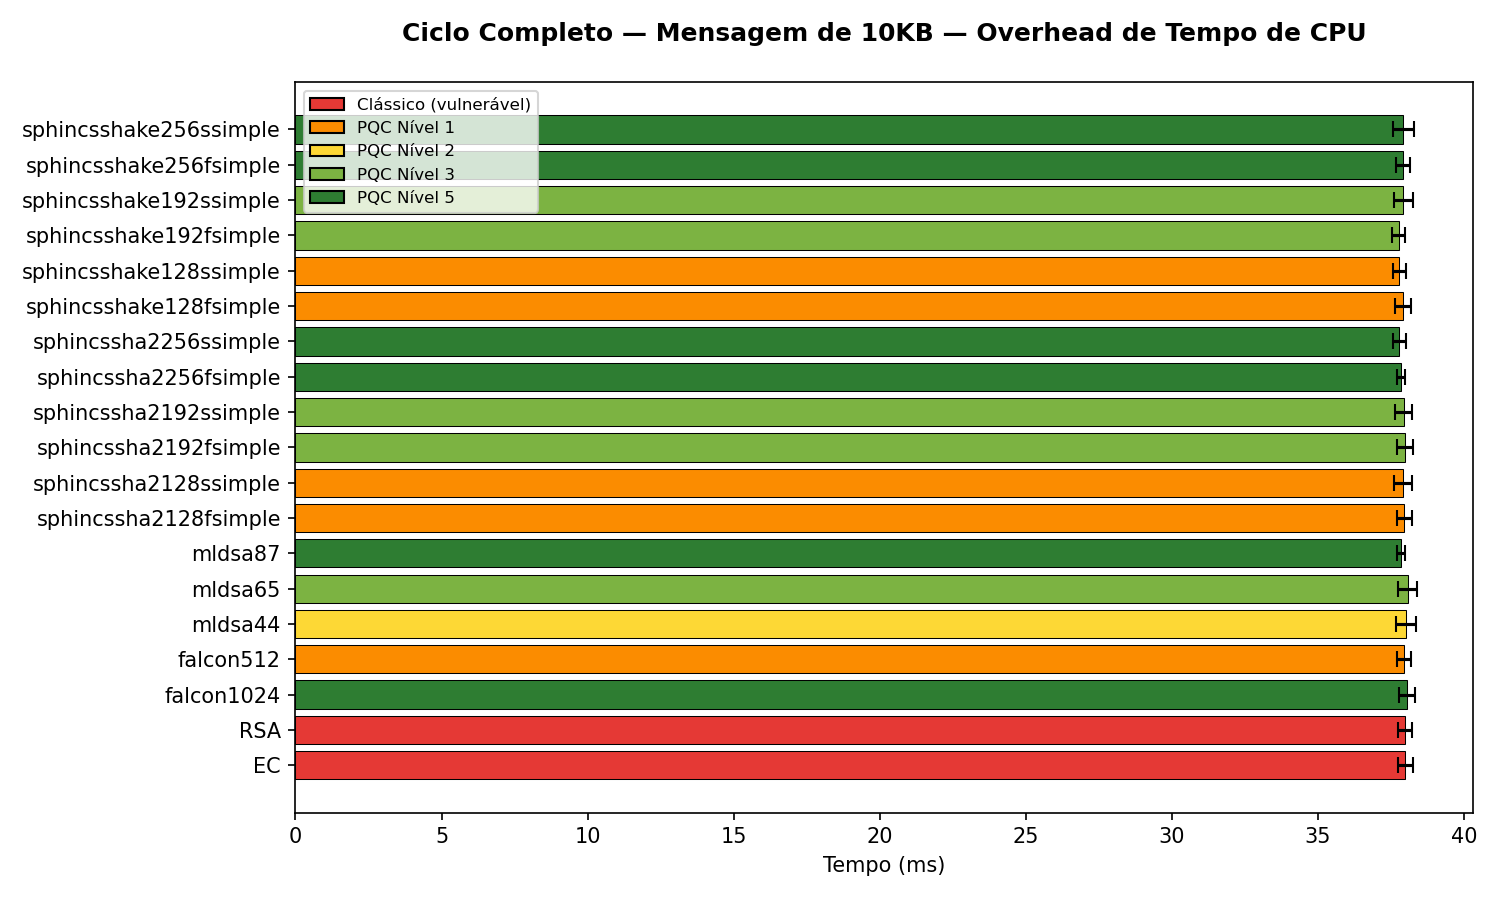 Ciclo Completo — Mensagem de 10KB — Overhead de Tempo de CPU
Clássico (vulnerável)
PQC Nível 1
PQC Nível 2
PQC Nível 3
PQC Nível 5
sphincsshake256ssimple
sphincsshake256fsimple
sphincsshake192ssimple
sphincsshake192fsimple
sphincsshake128ssimple
sphincsshake128fsimple
sphincssha2256ssimple
sphincssha2256fsimple
sphincssha2192ssimple
sphincssha2192fsimple
sphincssha2128ssimple
sphincssha2128fsimple
mldsa87
mldsa65
mldsa44
falcon512
falcon1024
RSA
EC
0 5 10 15 20 25 30 35 40
Tempo (ms)